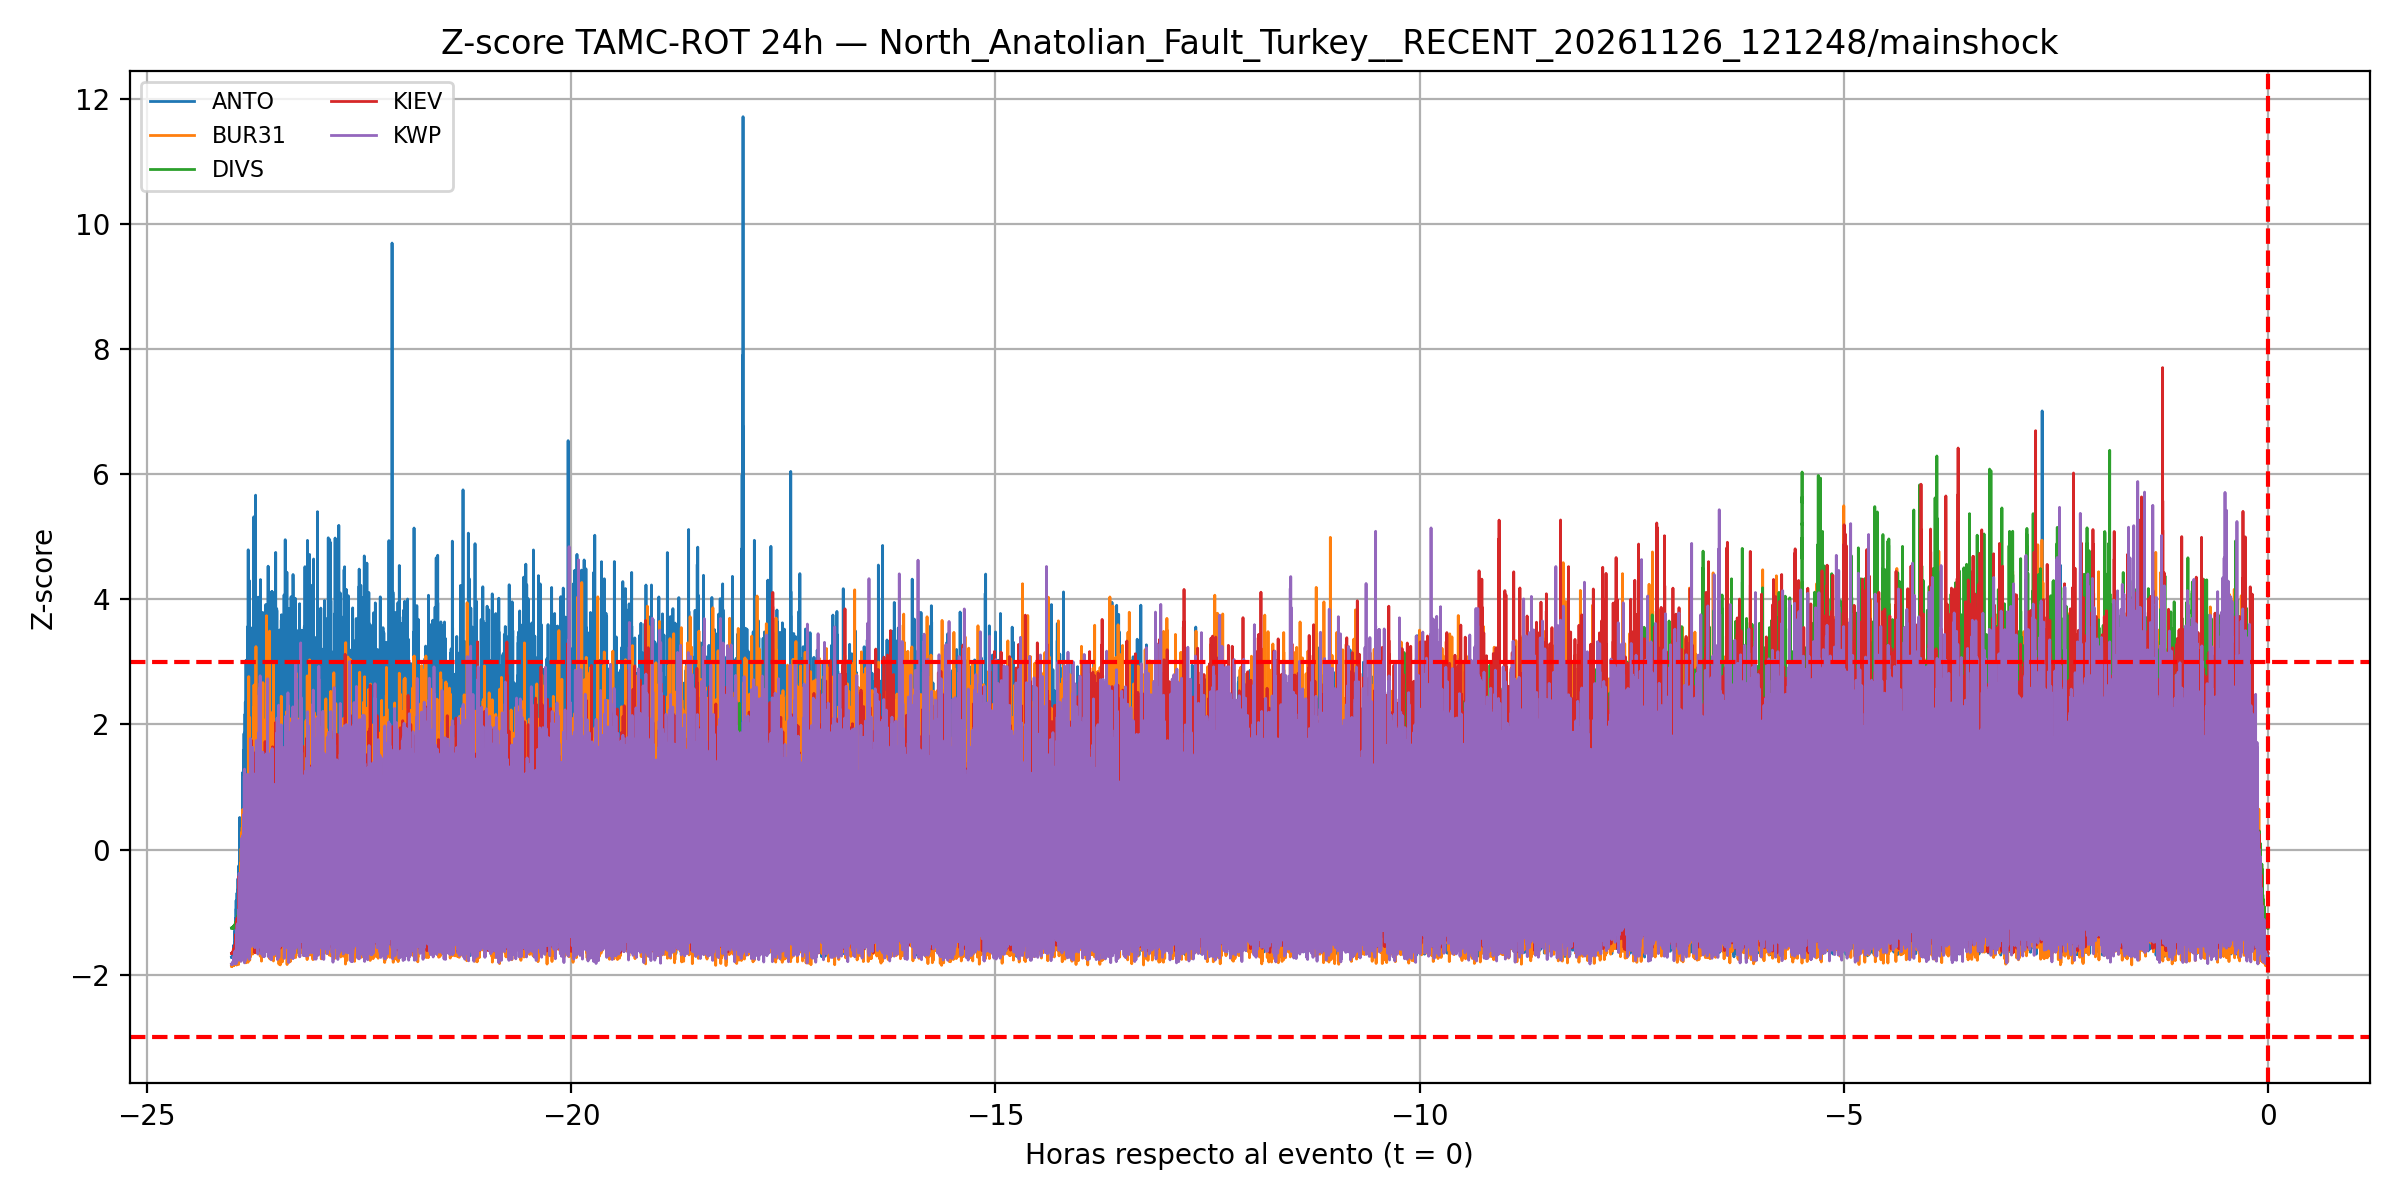 Z-score TAMC-ROT 24h — North_Anatolian_Fault_Turkey__RECENT_20261126_121248/mainshock
ANTO
BUR31
DIVS
KIEV
KWP
12
10
8
6
4
2
0
−2
Z-score
−25
−20
−15
−10
−5
0
Horas respecto al evento (t = 0)